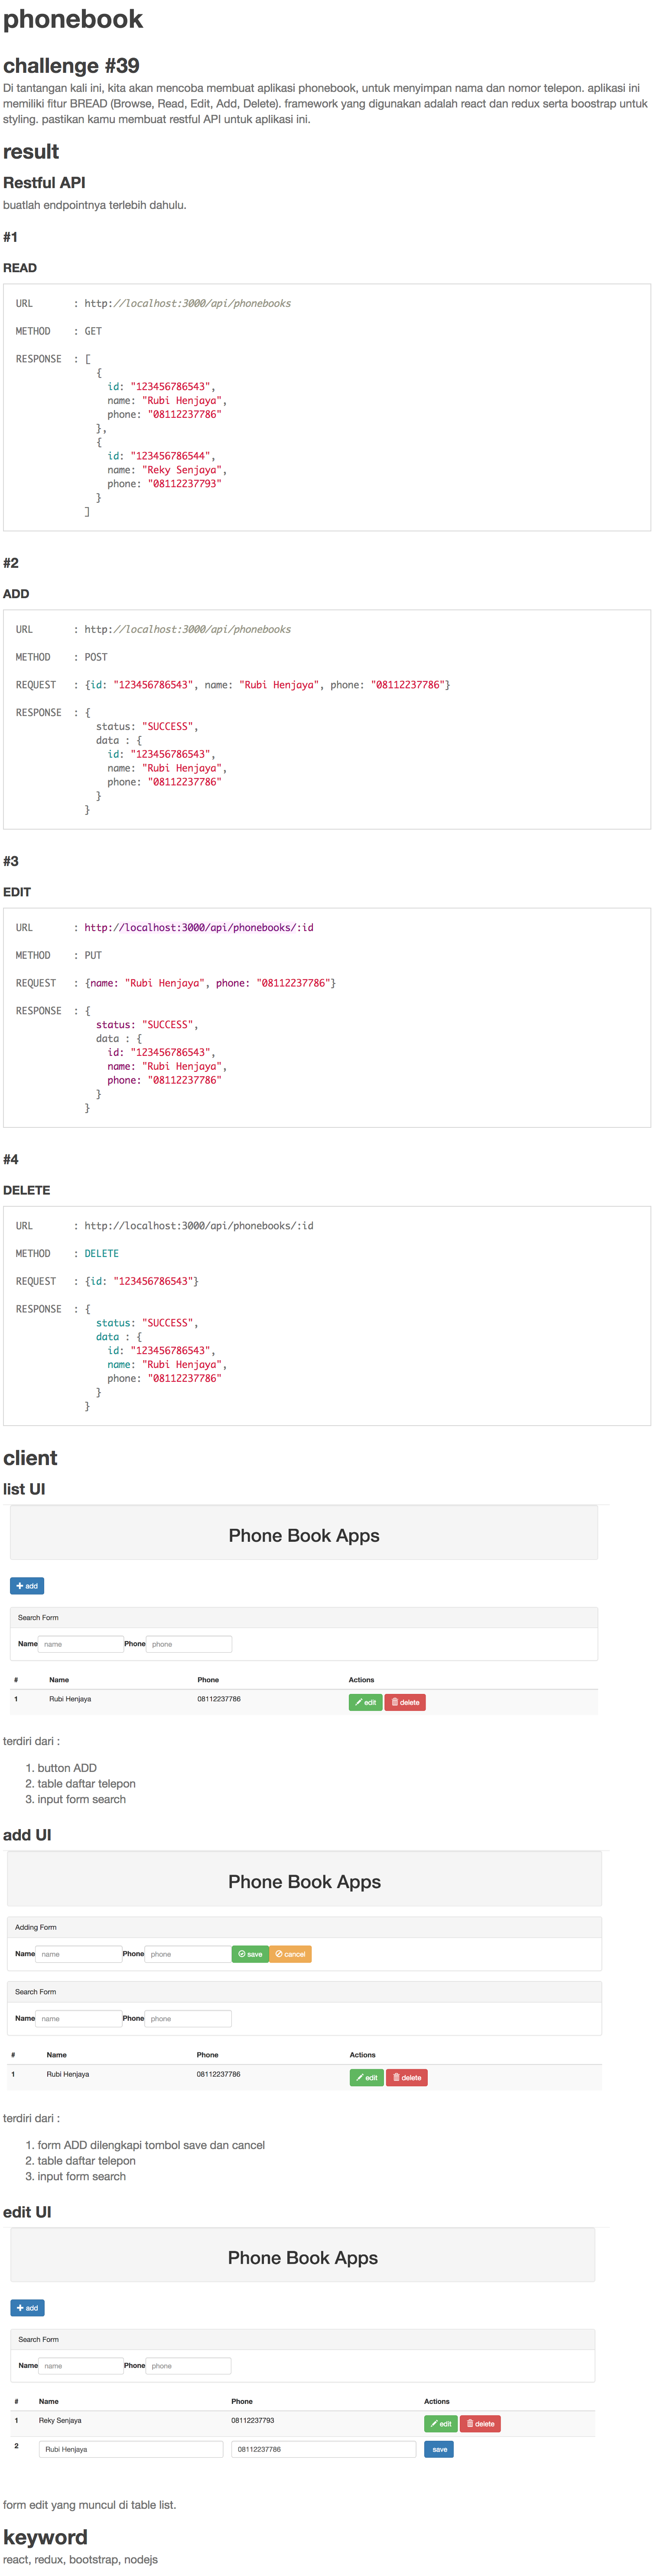 phonebook
challenge #39
Di tantangan kali ini, kita akan mencoba membuat aplikasi phonebook, untuk menyimpan nama dan nomor telepon. aplikasi ini
memiliki fitur BREAD (Browse, Read, Edit, Add, Delete). framework yang digunakan adalah react dan redux serta boostrap untuk
styling. pastikan kamu membuat restful API untuk aplikasi ini.
result
Restful API
buatlah endpointnya terlebih dahulu.
#1
READ
URL : http://localhost:3000/api/phonebooks
METHOD : GET
RESPONSE : [
{
id: "123456786543",
name: "Rubi Henjaya",
phone: "08112237786"
},
{
id: "123456786544",
name: "Reky Senjaya",
phone: "08112237793"
}
]
#2
ADD
URL : http://localhost:3000/api/phonebooks
METHOD : POST
REQUEST : {id: "123456786543", name: "Rubi Henjaya", phone: "08112237786"}
RESPONSE : {
status: "SUCCESS",
data : {
id: "123456786543",
name: "Rubi Henjaya",
phone: "08112237786"
}
}
#3
EDIT
URL : http://localhost:3000/api/phonebooks/:id
METHOD : PUT
REQUEST : {name: "Rubi Henjaya", phone: "08112237786"}
RESPONSE : {
status: "SUCCESS",
data : {
id: "123456786543",
name: "Rubi Henjaya",
phone: "08112237786"
}
}
#4
DELETE
URL : http://localhost:3000/api/phonebooks/:id
METHOD : DELETE
REQUEST : {id: "123456786543"}
RESPONSE : {
status: "SUCCESS",
data : {
id: "123456786543",
name: "Rubi Henjaya",
phone: "08112237786"
}
}
client
list UI
Phone Book Apps
add
Search Form
Name name Phone phone
# Name Phone Actions
1 Rubi Henjaya 08112237786 edit delete
terdiri dari :
1. button ADD
2. table daftar telepon
3. input form search
add UI
Phone Book Apps
Adding Form
Name name Phone phone save cancel
Search Form
Name name Phone phone
# Name Phone Actions
1 Rubi Henjaya 08112237786 edit delete
terdiri dari :
1. form ADD dilengkapi tombol save dan cancel
2. table daftar telepon
3. input form search
edit UI
Phone Book Apps
add
Search Form
Name name Phone phone
# Name Phone Actions
1 Reky Senjaya 08112237793 edit delete
2 Rubi Henjaya 08112237786 save
form edit yang muncul di table list.
keyword
react, redux, bootstrap, nodejs